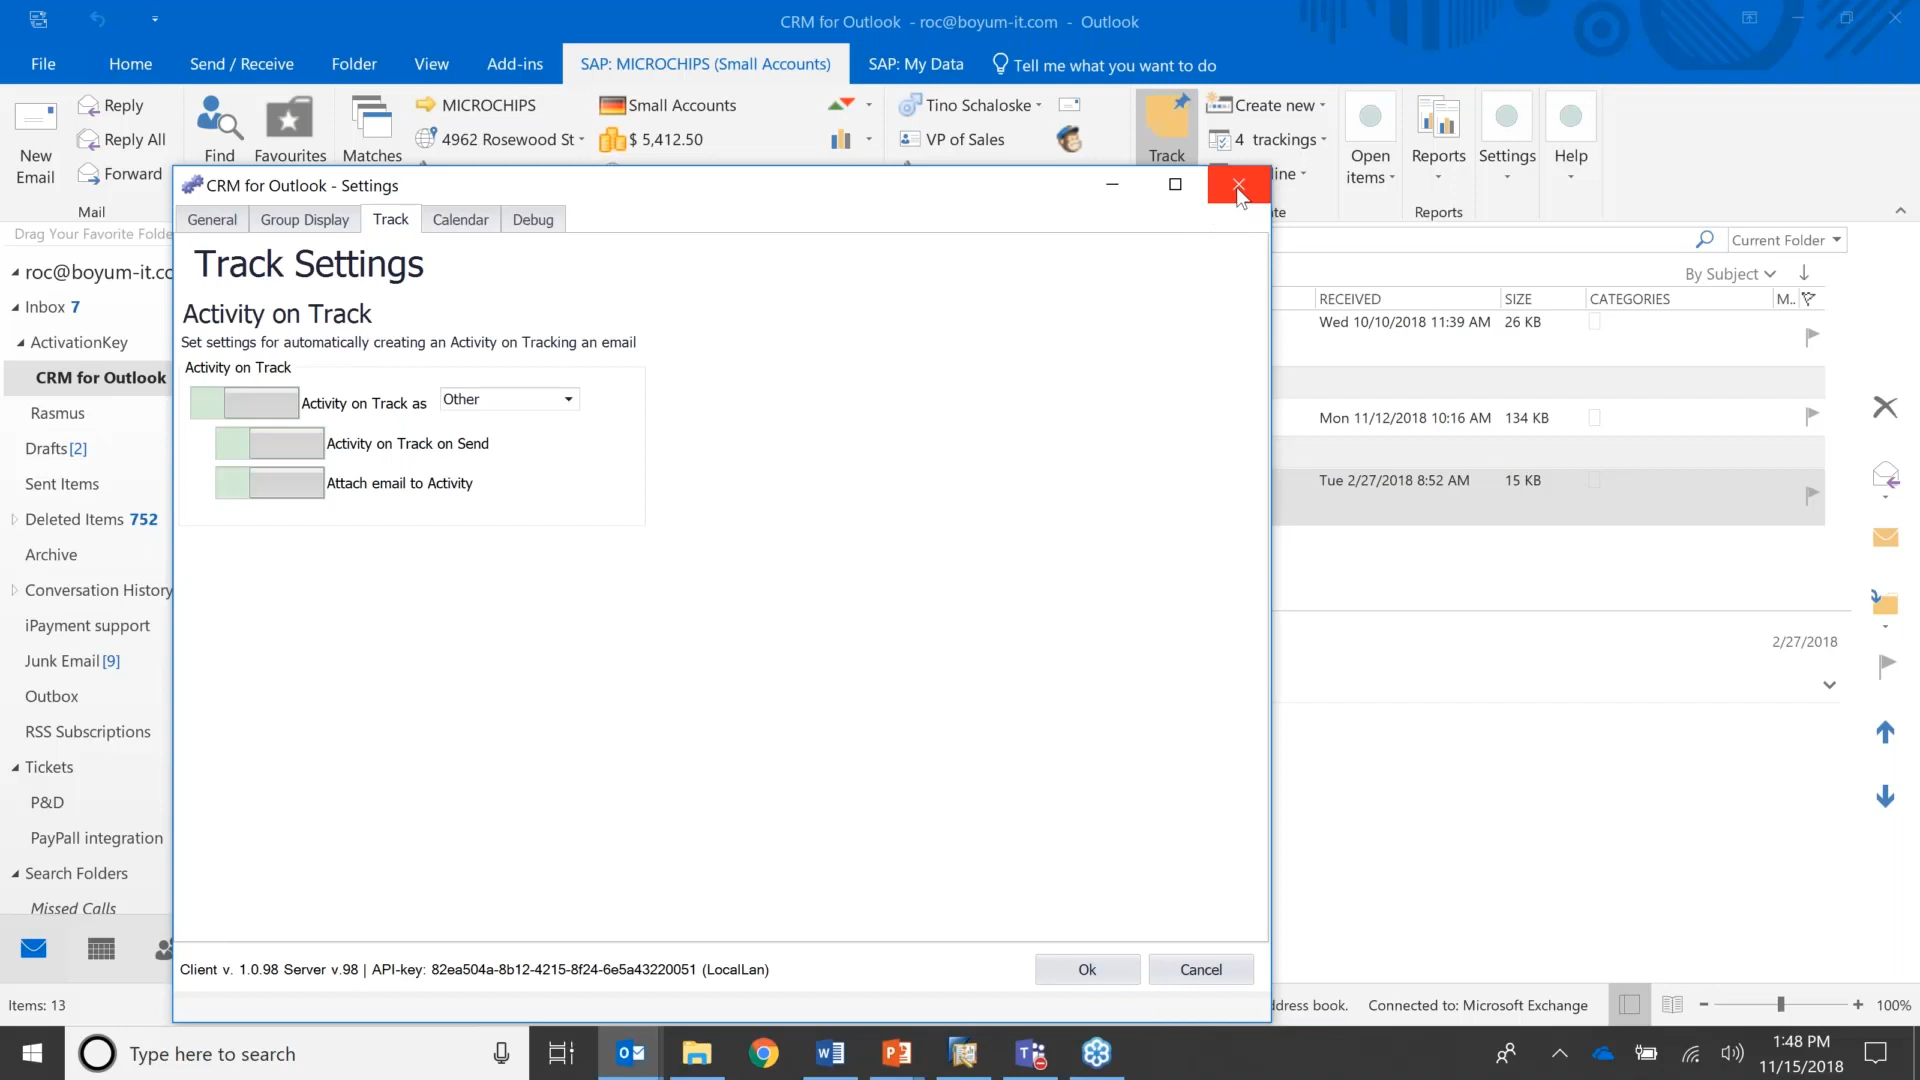 CRM for Outlook - roc@boyum-it.com - Outlook
File
Home
Send / Receive
Folder
View
Add-ins
SAP: MICROCHIPS (Small Accounts)
SAP: My Data
Tell me what you want to do
New
Email
Reply
Reply All
Forward
Mail
Find
Favourites
Matches
MICROCHIPS
4962 Rosewood St
Small Accounts
$ 5,412.50
Tino Schaloske
VP of Sales
Track
Create new
4 trackings
line
Open
items
Reports
Settings
Help
Reports
Drag Your Favorite Folde
roc@boyum-it.co
Inbox 7
ActivationKey
CRM for Outlook
Rasmus
Drafts [2]
Sent Items
Deleted Items 752
Archive
Conversation History
iPayment support
Junk Email [9]
Outbox
RSS Subscriptions
Tickets
P&D
PayPall integration
Search Folders
Missed Calls
Items: 13
CRM for Outlook - Settings
General
Group Display
Track
Calendar
Debug
Track Settings
Activity on Track
Set settings for automatically creating an Activity on Tracking an email
Activity on Track
Activity on Track as
Other
Activity on Track on Send
Attach email to Activity
Client v. 1.0.98 Server v.98 | API-key: 82ea504a-8b12-4215-8f24-6e5a43220051 (LocalLan)
Ok
Cancel
Current Folder
By Subject
RECEIVED
SIZE
CATEGORIES
M..
Wed 10/10/2018 11:39 AM
26 KB
Mon 11/12/2018 10:16 AM
134 KB
Tue 2/27/2018 8:52 AM
15 KB
2/27/2018
ddress book.
Connected to: Microsoft Exchange
100%
Type here to search
1:48 PM
11/15/2018